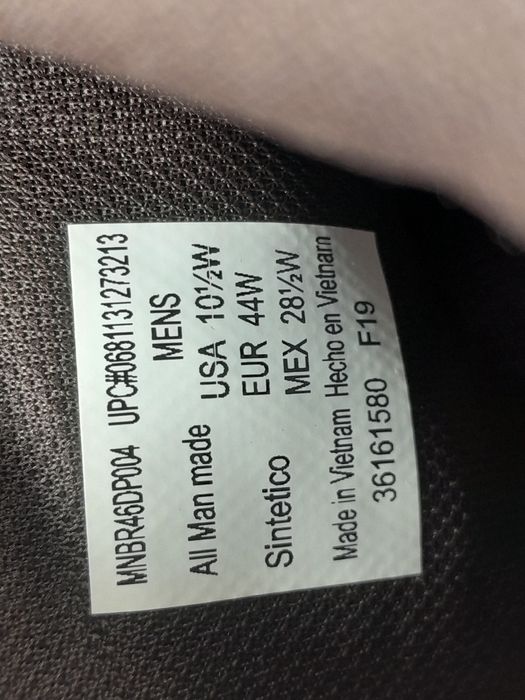 MNBR46DP004 UPC#0681131273213
MENS
All Man made USA 10½W
EUR 44W
Sintetico MEX 28½W
Made in Vietnam Hecho en Vietnam
36161580 F19